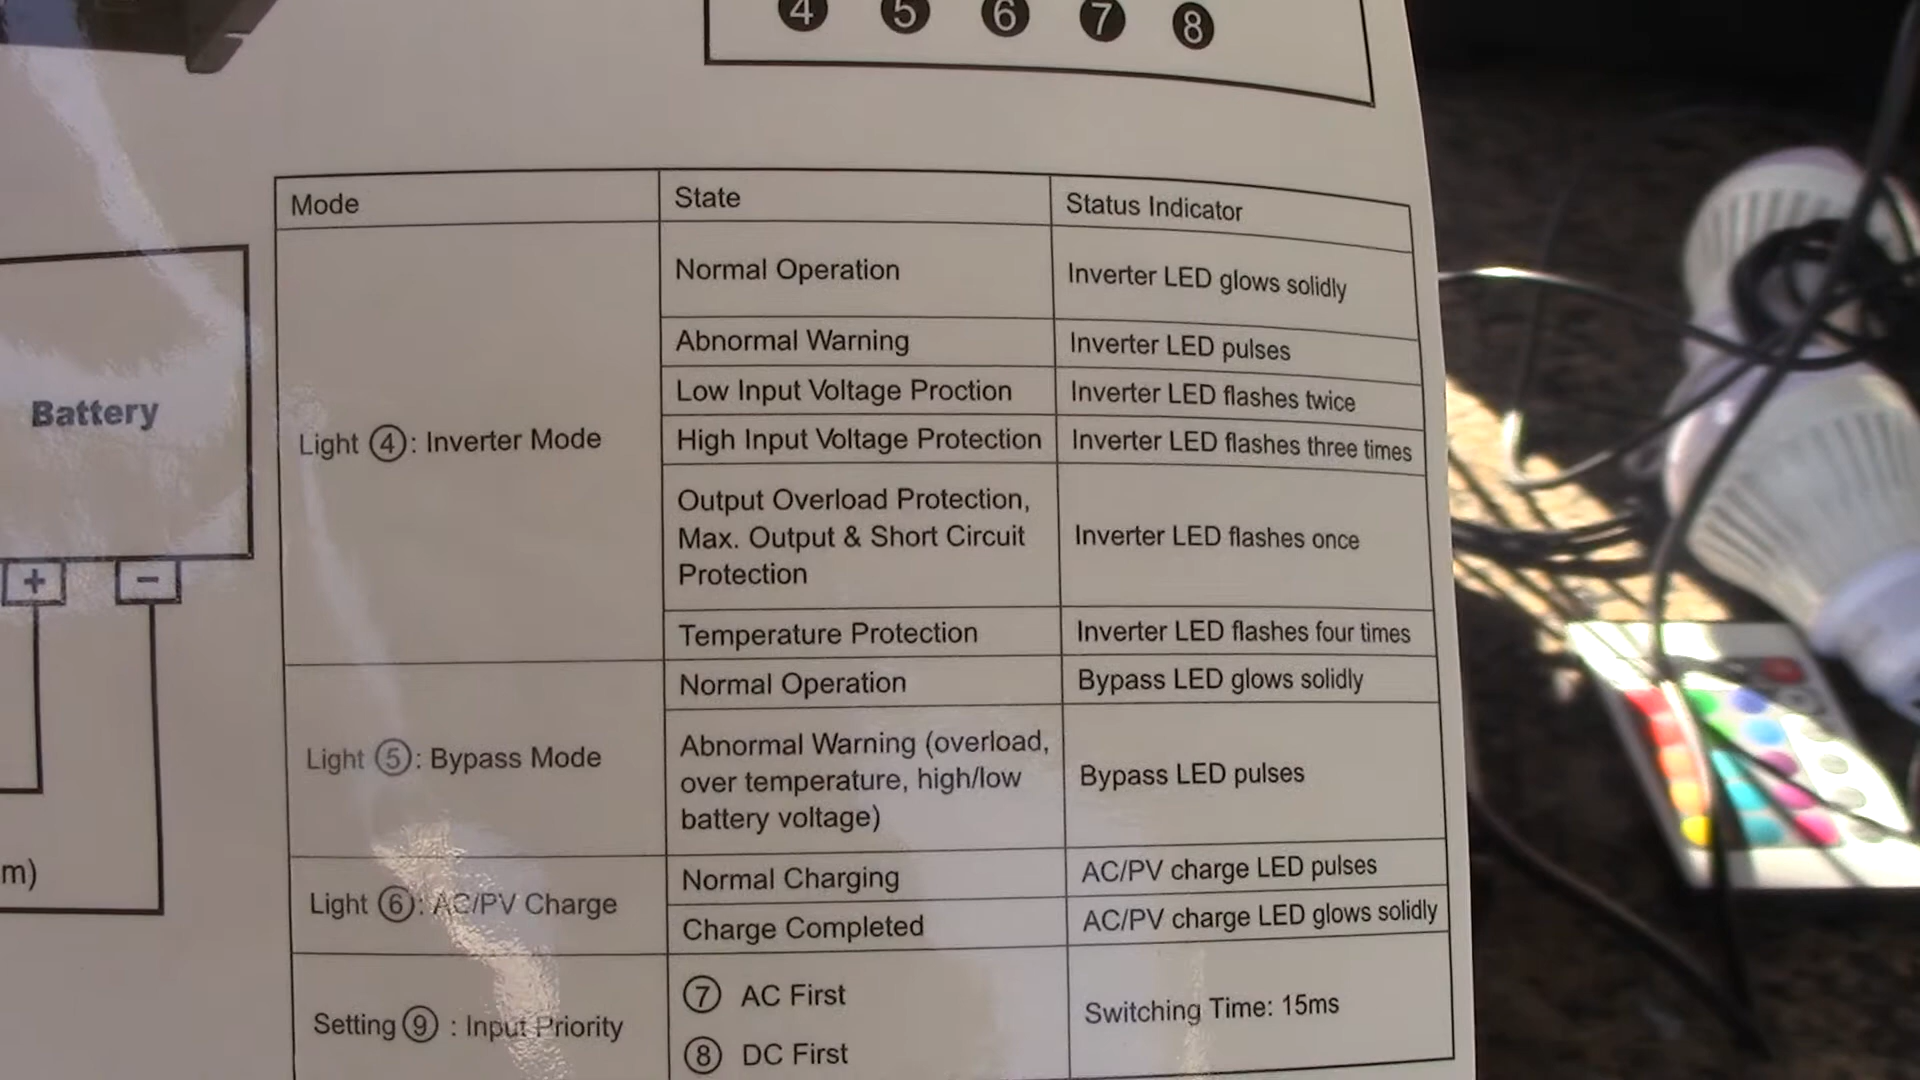 4 5 6 7 8
Mode State Status Indicator
Normal Operation Inverter LED glows solidly
Abnormal Warning Inverter LED pulses
Low Input Voltage Proction Inverter LED flashes twice
Light 4: Inverter Mode High Input Voltage Protection Inverter LED flashes three times
Output Overload Protection,
Max. Output & Short Circuit Inverter LED flashes once
Protection
Temperature Protection Inverter LED flashes four times
Normal Operation Bypass LED glows solidly
Light 5: Bypass Mode Abnormal Warning (overload,
over temperature, high/low Bypass LED pulses
battery voltage)
Light 6: AC/PV Charge Normal Charging AC/PV charge LED pulses
Charge Completed AC/PV charge LED glows solidly
Setting 9 : Input Priority 7 AC First Switching Time: 15ms
8 DC First
Battery
+ −
m)